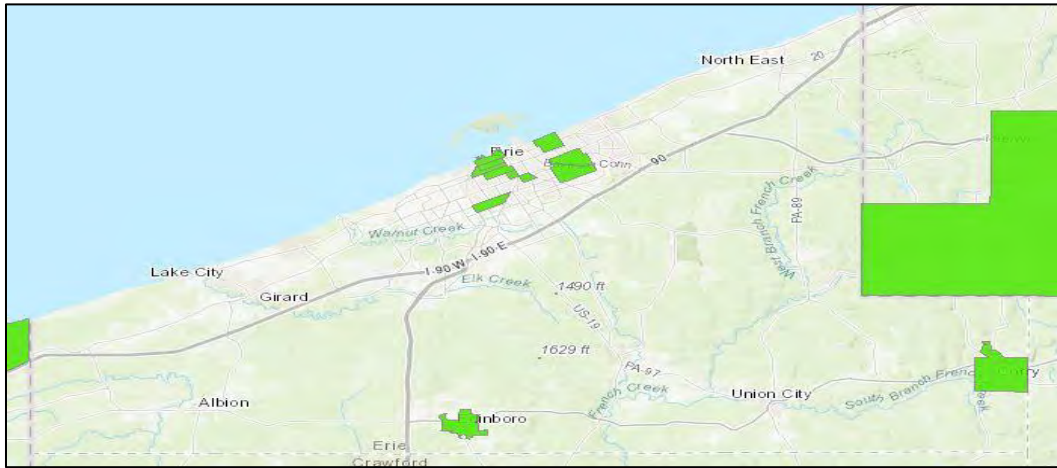 North East
20
Erie
90
PA-89
West Branch French Creek
Walnut Creek
I-90 W
I-90 E
Lake City
Girard
Elk Creek
1490 ft
US-19
1629 ft
PA-97
Corry
Union City
South Branch French
Creek
French Creek
Albion
Edinboro
Erie
Crawford